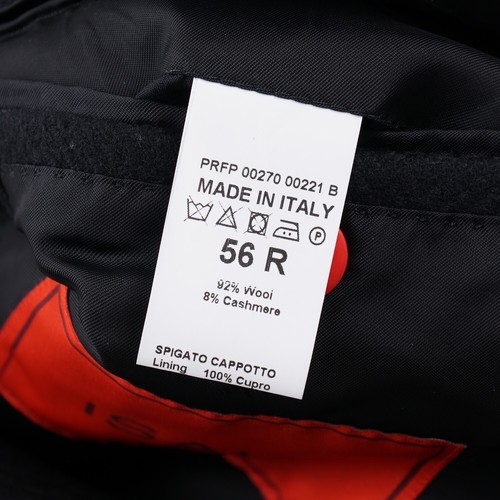 PRFP 00270 00221 B
MADE IN ITALY
P
56 R
92% Wool
8% Cashmere
SPIGATO CAPPOTTO
Lining 100% Cupro